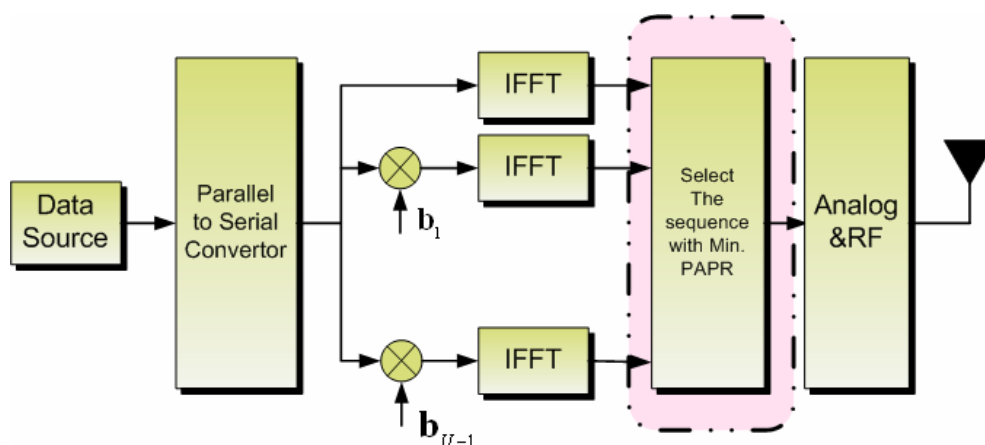 Data
Source
Parallel
to Serial
Convertor
IFFT
IFFT
b1
IFFT
bU-1
Select
The
sequence
with Min.
PAPR
Analog
&RF